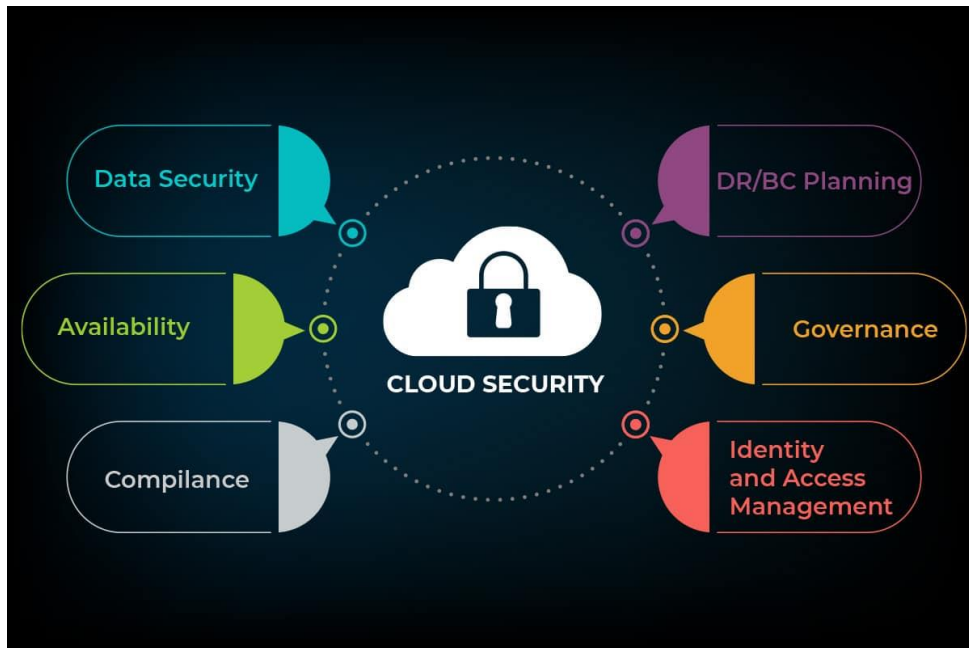 Data Security
DR/BC Planning
Availability
Governance
CLOUD SECURITY
Compilance
Identity
and Access
Management